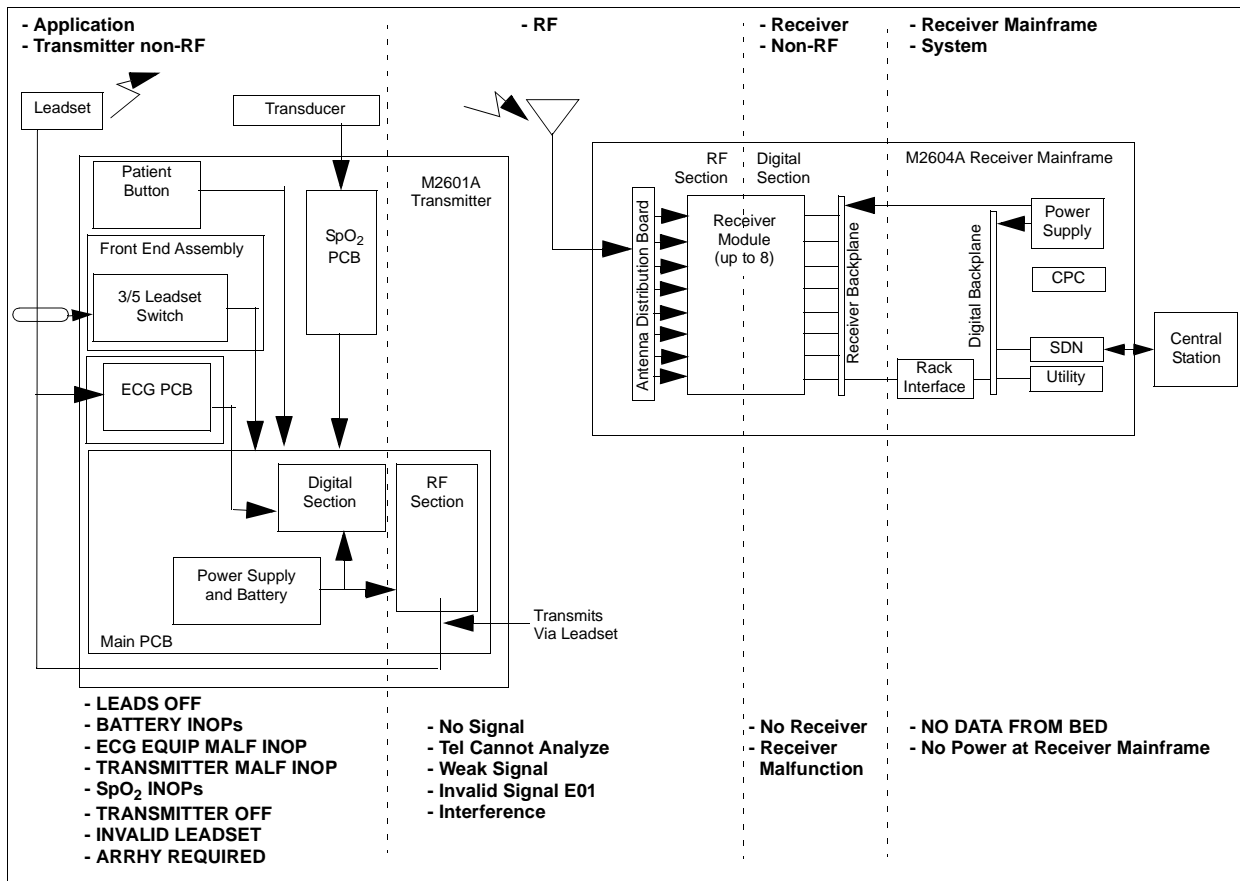 - Application
- Transmitter non-RF
- RF
- Receiver
- Non-RF
- Receiver Mainframe
- System
Leadset
Transducer
Patient
Button
M2601A
Transmitter
SpO₂
PCB
Front End Assembly
3/5 Leadset
Switch
ECG PCB
Digital
Section
RF
Section
Power Supply
and Battery
Main PCB
Transmits
Via Leadset
RF
Section
Digital
Section
M2604A Receiver Mainframe
Antenna Distribution Board
Receiver
Module
(up to 8)
Receiver Backplane
Digital Backplane
Power
Supply
CPC
SDN
Utility
Rack
Interface
Central
Station
- LEADS OFF
- BATTERY INOPs
- ECG EQUIP MALF INOP
- TRANSMITTER MALF INOP
- SpO₂ INOPs
- TRANSMITTER OFF
- INVALID LEADSET
- ARRHY REQUIRED
- No Signal
- Tel Cannot Analyze
- Weak Signal
- Invalid Signal E01
- Interference
- No Receiver
- Receiver
Malfunction
- NO DATA FROM BED
- No Power at Receiver Mainframe